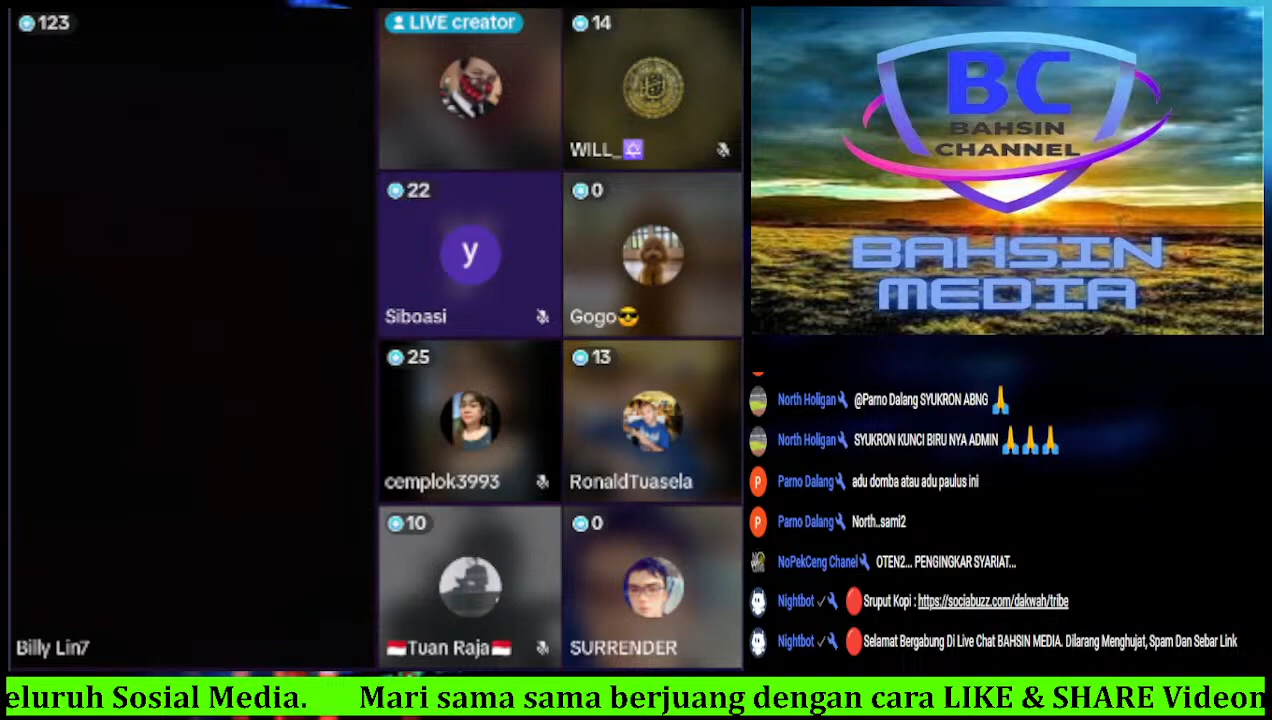 123
LIVE creator
14
WILL_
22
y
Siboasi
0
Gogo😎
25
cemplok3993
13
RonaldTuasela
10
🇮🇩Tuan Raja🇮🇩
0
SURRENDER
Billy Lin7
BC
BAHSIN
CHANNEL
BAHSIN
MEDIA
North Holigan @Parno Dalang SYUKRON ABNG 🙏
North Holigan SYUKRON KUNCI BIRU NYA ADMIN 🙏🙏🙏
P Parno Dalang adu domba atau adu paulus ini
P Parno Dalang North..sami2
NoPekCeng Chanel OTEN2... PENGINGKAR SYARIAT...
Nightbot ✓ 🔴Sruput Kopi : https://sociabuzz.com/dakwah/tribe
Nightbot ✓ 🔴Selamat Bergabung Di Live Chat BAHSIN MEDIA. Dilarang Menghujat, Spam Dan Sebar Link
eluruh Sosial Media. Mari sama sama berjuang dengan cara LIKE & SHARE Videon